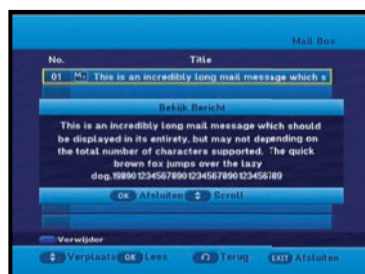 Mail Box
No. Title
01 This is an incredibly long mail message which s
Bekijk Bericht
This is an incredibly long mail message which should
be displayed in its entirety, but may not depending on
the total number of characters supported. The quick
brown fox jumps over the lazy
dog.198901234567890123456789
OK Afsluiten Scroll
Verwijder
Verplaats OK Lees Terug EXIT Afsluiten